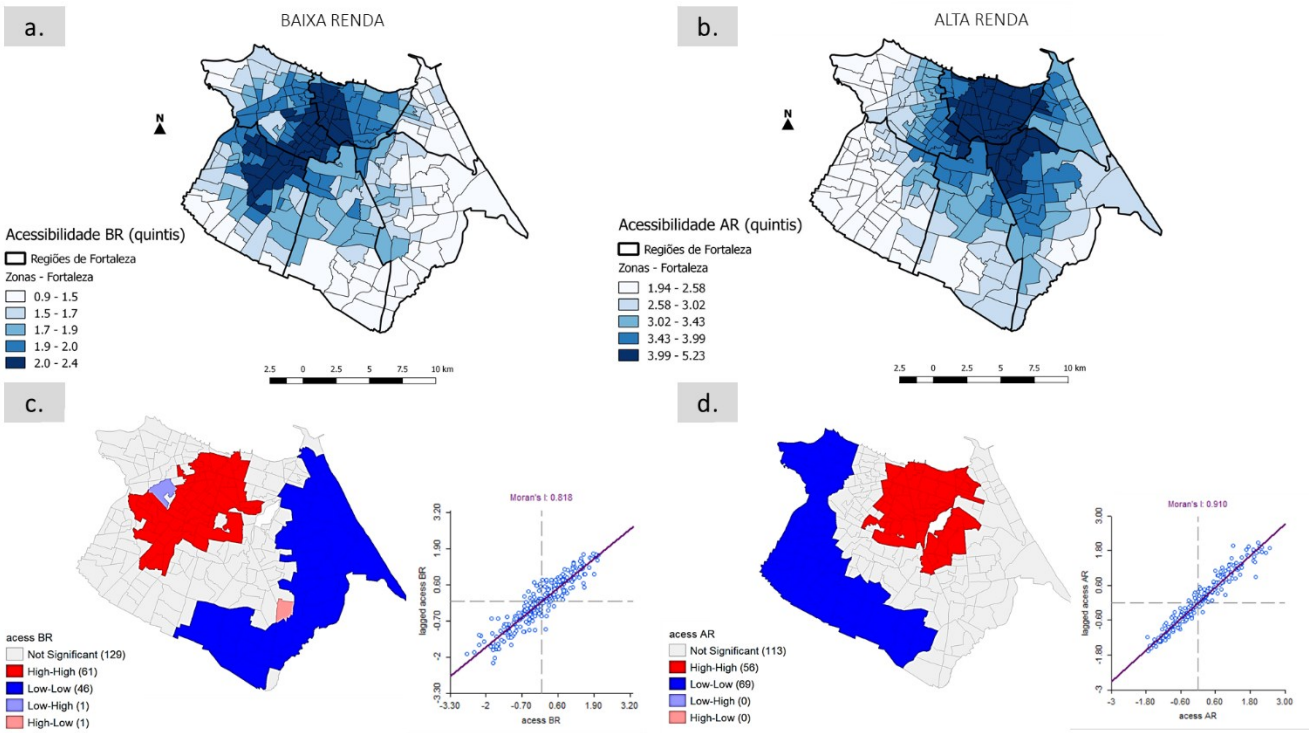 a.
BAIXA RENDA
N
Acessibilidade BR (quintis)
Regiões de Fortaleza
Zonas - Fortaleza
0.9 - 1.5
1.5 - 1.7
1.7 - 1.9
1.9 - 2.0
2.0 - 2.4
2.5 0 2.5 5 7.5 10 km
b.
ALTA RENDA
N
Acessibilidade AR (quintis)
Regiões de Fortaleza
Zonas - Fortaleza
1.94 - 2.58
2.58 - 3.02
3.02 - 3.43
3.43 - 3.99
3.99 - 5.23
2.5 0 2.5 5 7.5 10 km
c.
acess BR
Not Significant (129)
High-High (61)
Low-Low (46)
Low-High (1)
High-Low (1)
Moran's I: 0.818
lagged acess BR
3.20
1.90
0.60
-0.70
-2
-3.30
-3.30 -2 -0.70 0.60 1.90 3.20
acess BR
d.
acess AR
Not Significant (113)
High-High (56)
Low-Low (69)
Low-High (0)
High-Low (0)
Moran's I: 0.910
lagged acess AR
3.00
1.80
0.60
-0.60
-1.80
-3
-3 -1.80 -0.60 0.60 1.80 3.00
acess AR